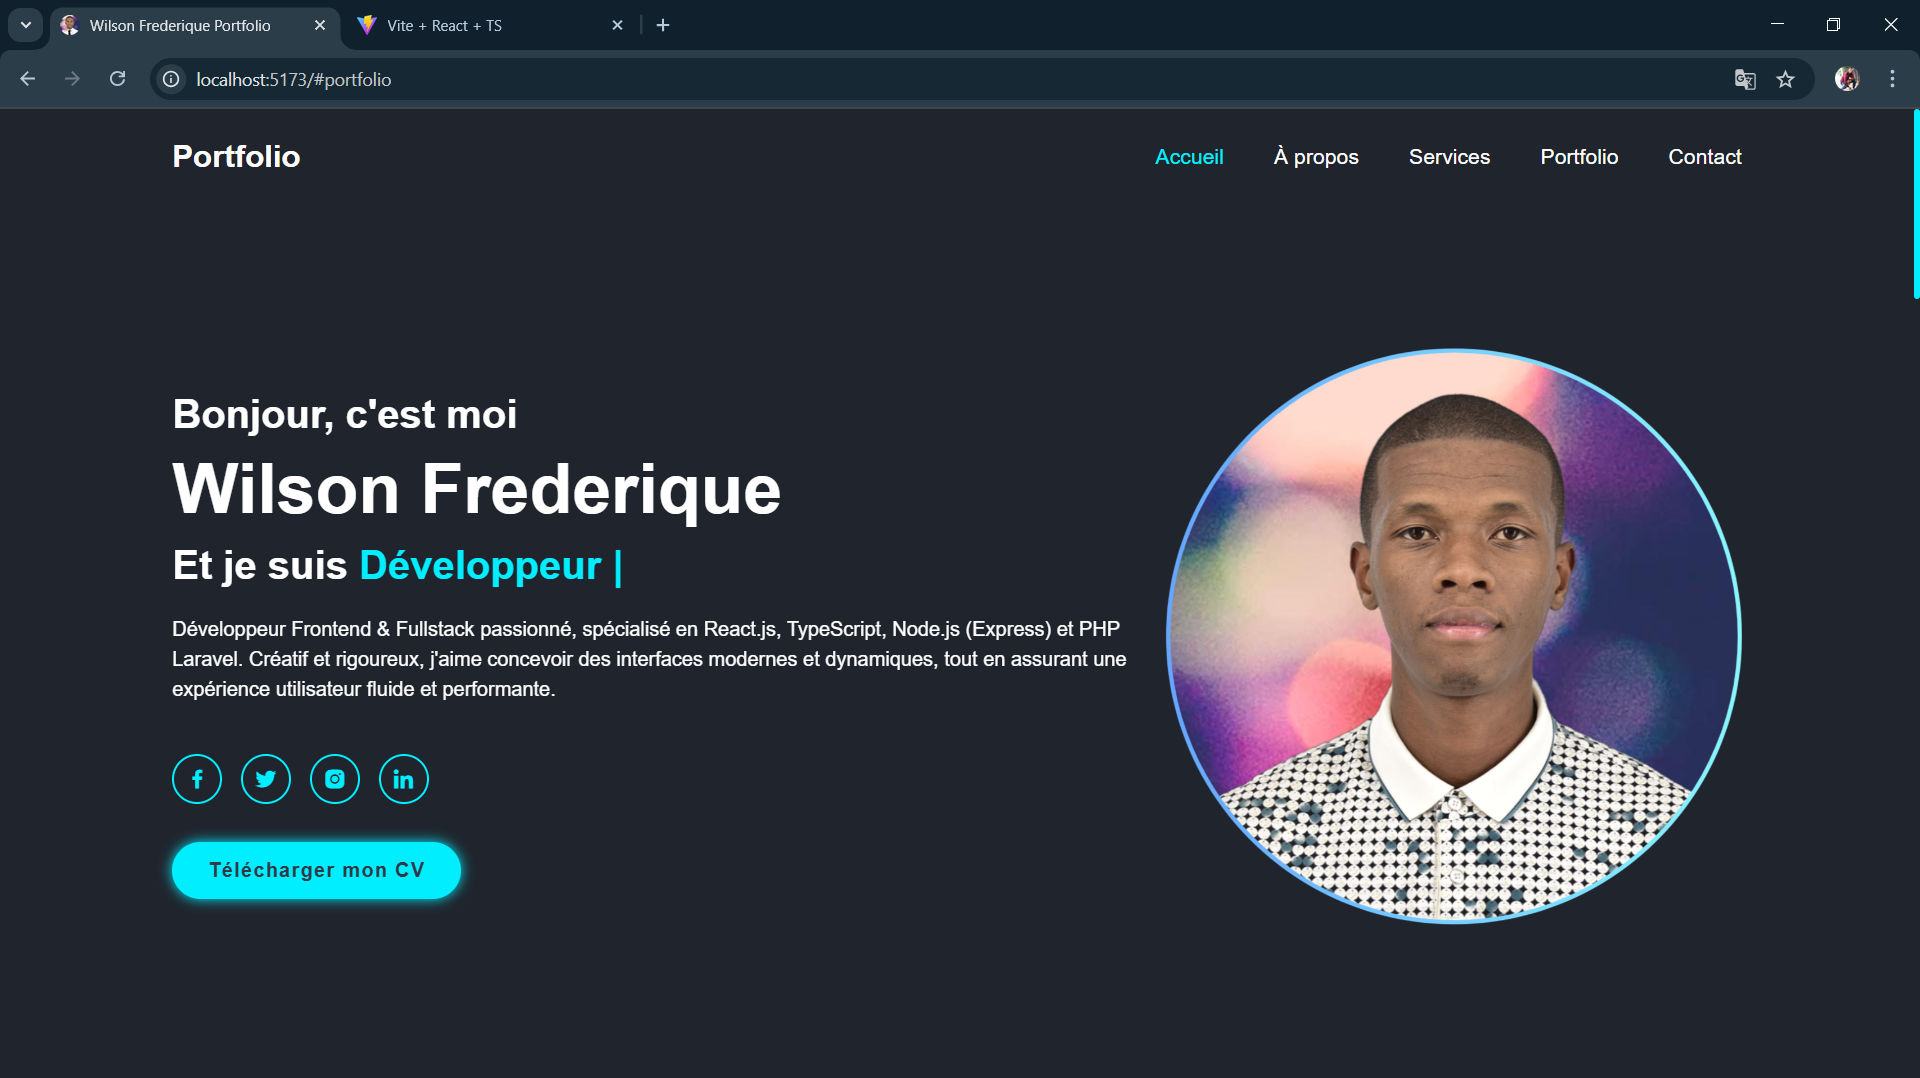 Wilson Frederique Portfolio
Vite + React + TS
localhost:5173/#portfolio
Portfolio
Accueil
À propos
Services
Portfolio
Contact
Bonjour, c'est moi
Wilson Frederique
Et je suis Développeur |
Développeur Frontend & Fullstack passionné, spécialisé en React.js, TypeScript, Node.js (Express) et PHP
Laravel. Créatif et rigoureux, j'aime concevoir des interfaces modernes et dynamiques, tout en assurant une
expérience utilisateur fluide et performante.
Télécharger mon CV